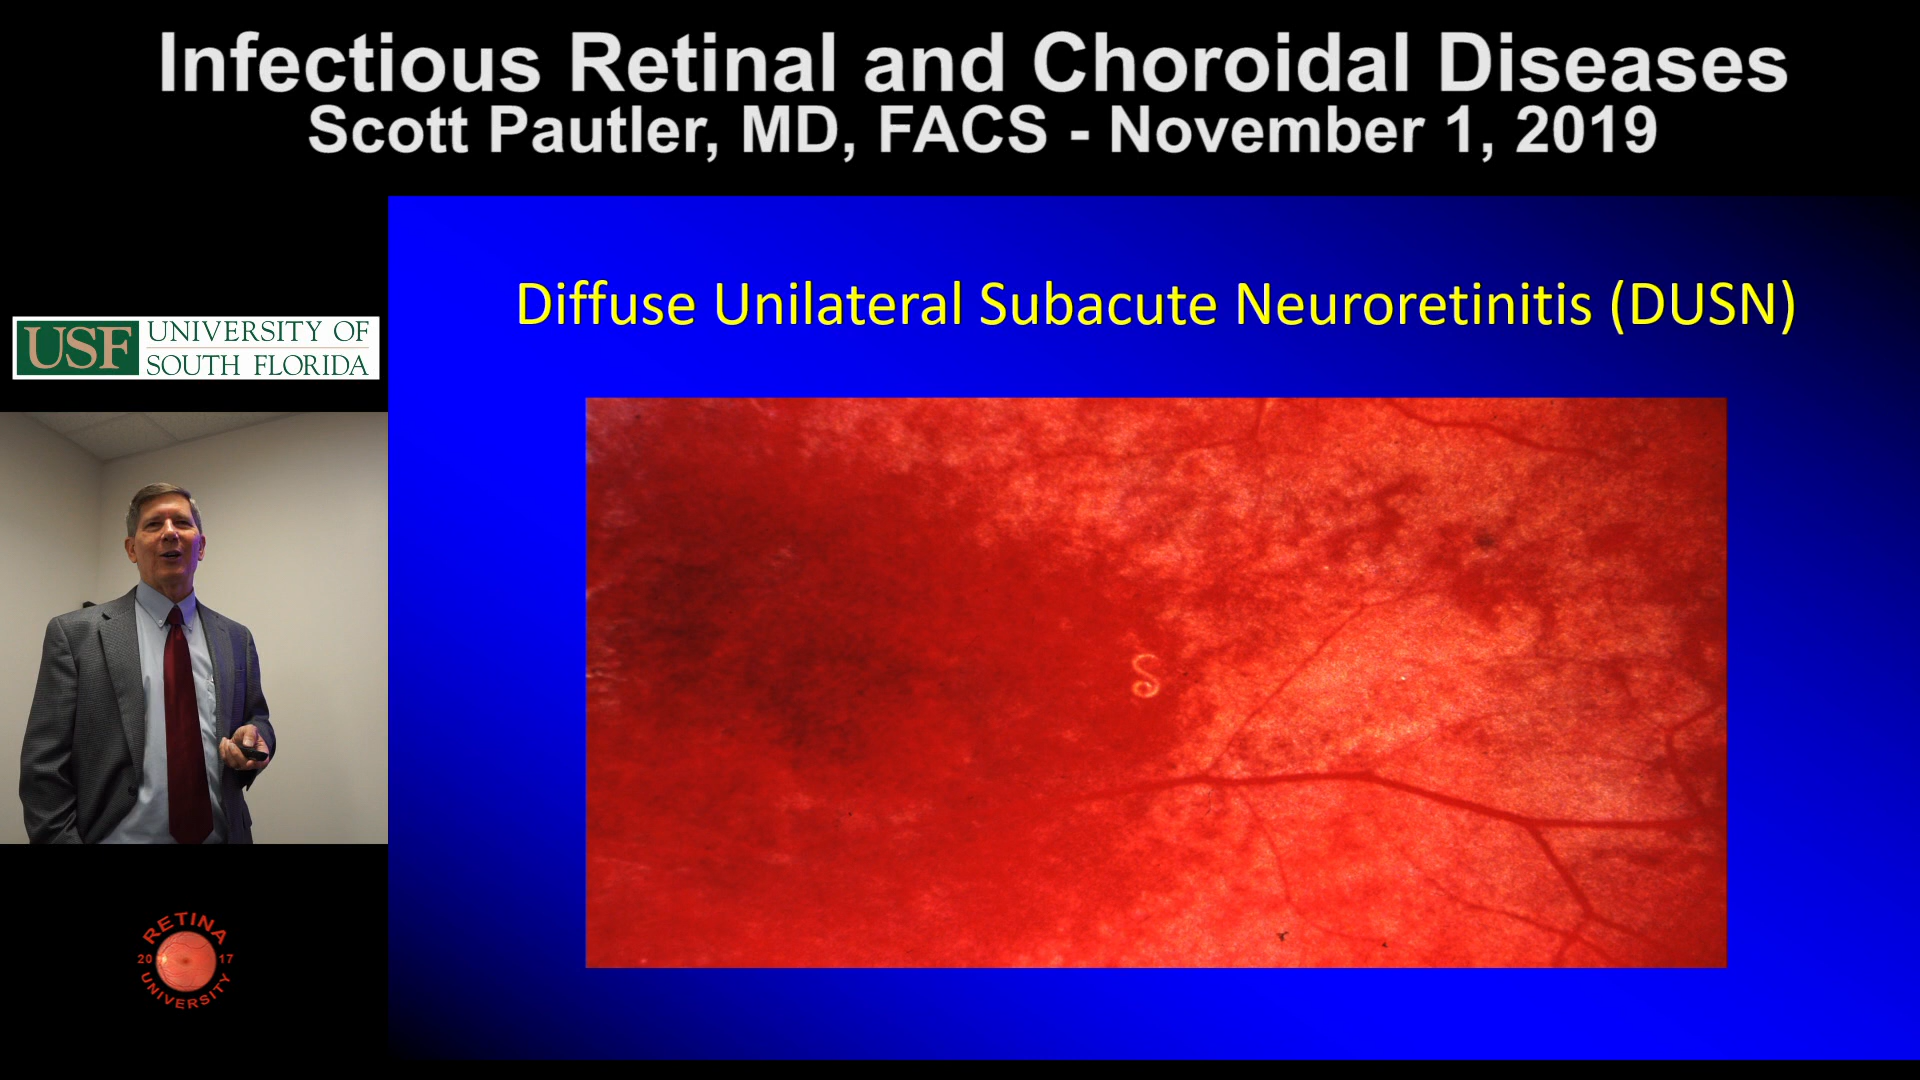 Infectious Retinal and Choroidal Diseases
Scott Pautler, MD, FACS - November 1, 2019
Diffuse Unilateral Subacute Neuroretinitis (DUSN)
USF UNIVERSITY OF
SOUTH FLORIDA
RETINA
20 17
UNIVERSITY